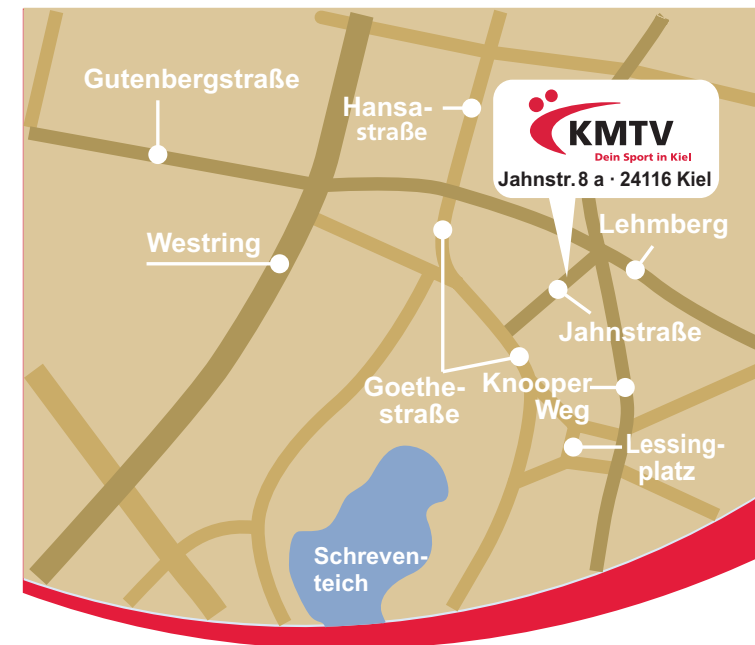 Gutenbergstraße
Hansa-
straße
KMTV
Dein Sport in Kiel
Jahnstr. 8 a · 24116 Kiel
Westring
Lehmberg
Jahnstraße
Goethe-
straße
Knooper
Weg
Lessing-
platz
Schreven-
teich